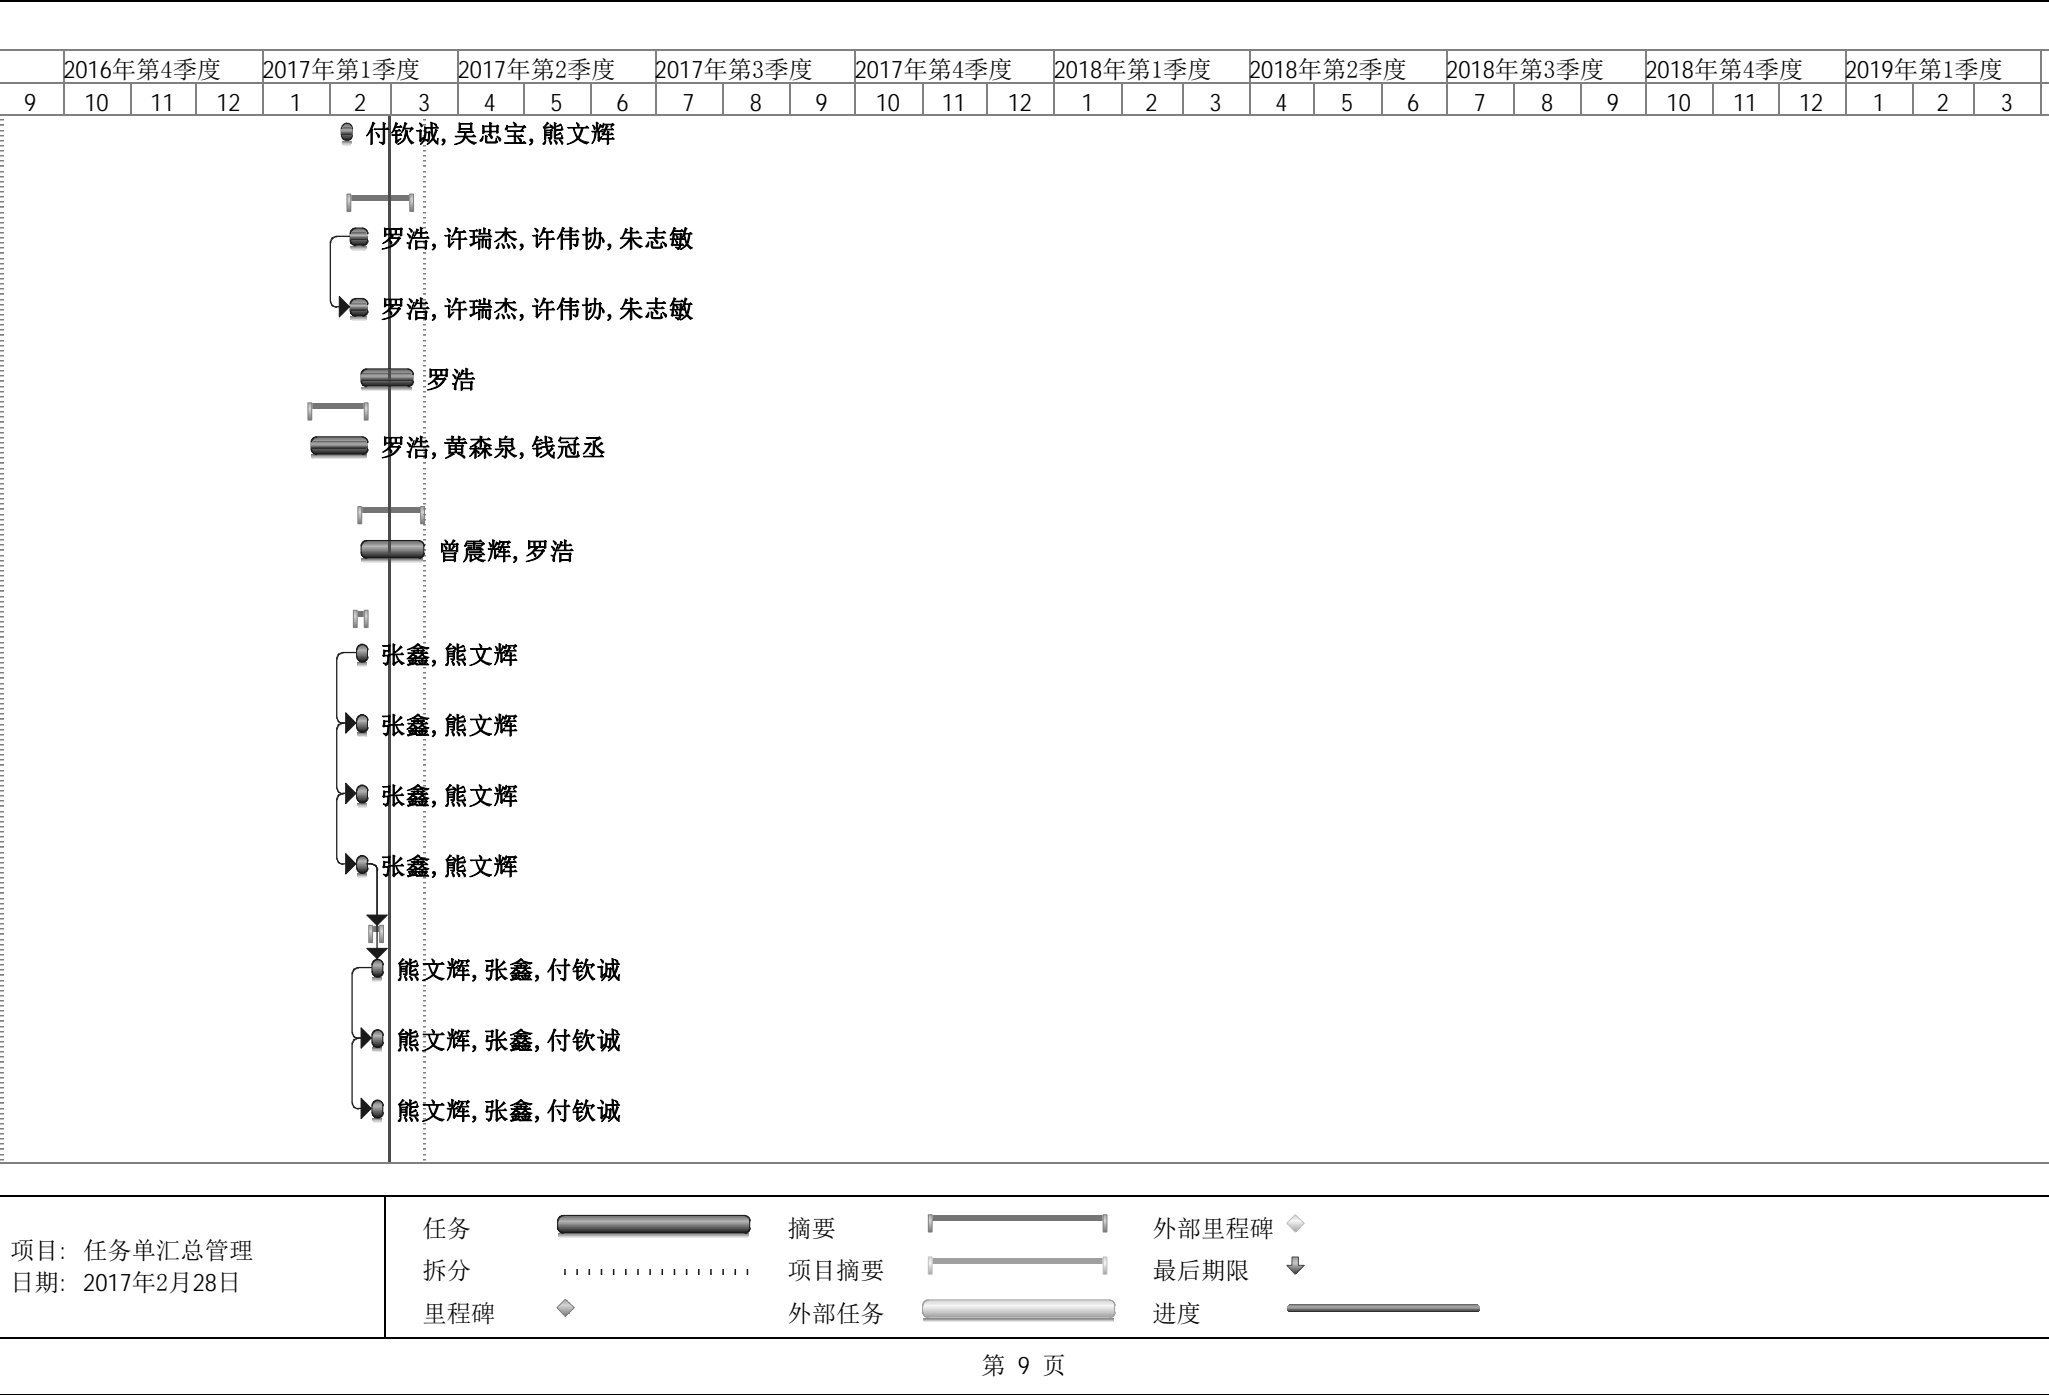 2016年第4季度 2017年第1季度 2017年第2季度 2017年第3季度 2017年第4季度 2018年第1季度 2018年第2季度 2018年第3季度 2018年第4季度 2019年第1季度
9 10 11 12 1 2 3 4 5 6 7 8 9 10 11 12 1 2 3 4 5 6 7 8 9 10 11 12 1 2 3
付钦诚,吴忠宝,熊文辉
罗浩,许瑞杰,许伟协,朱志敏
罗浩,许瑞杰,许伟协,朱志敏
罗浩
罗浩,黄森泉,钱冠丞
曾震辉,罗浩
张鑫,熊文辉
张鑫,熊文辉
张鑫,熊文辉
张鑫,熊文辉
熊文辉,张鑫,付钦诚
熊文辉,张鑫,付钦诚
熊文辉,张鑫,付钦诚
项目: 任务单汇总管理
日期: 2017年2月28日
任务 摘要 外部里程碑
拆分 项目摘要 最后期限
里程碑 外部任务 进度
第 9 页